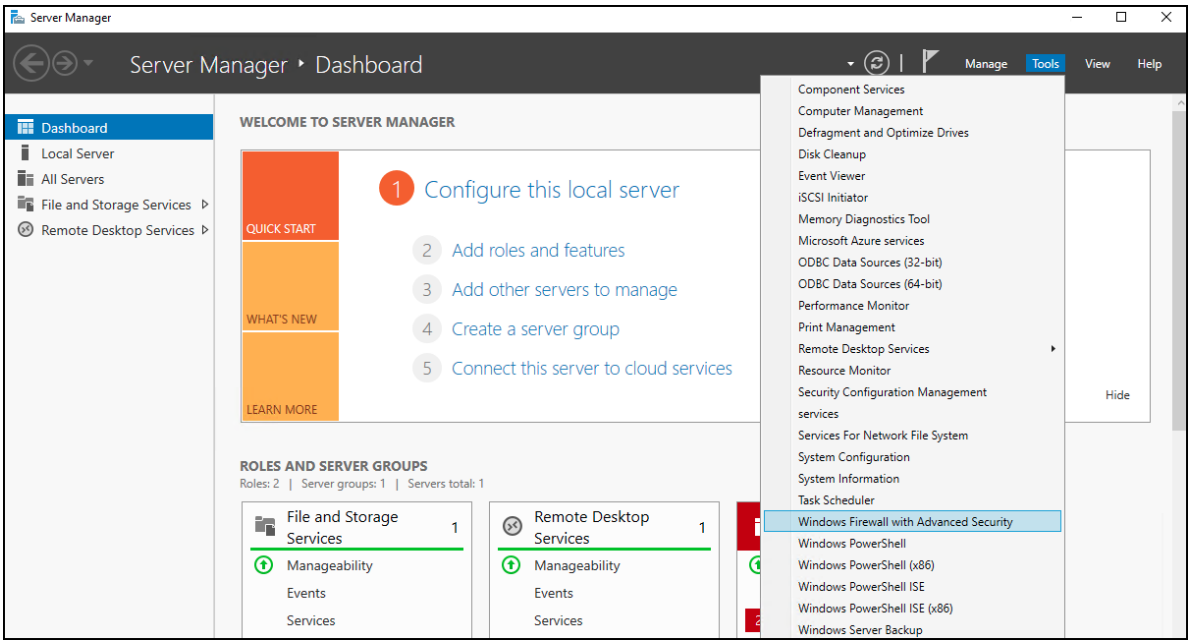 Server Manager
Server Manager ‣ Dashboard
Manage Tools View Help
Dashboard
Local Server
All Servers
File and Storage Services
Remote Desktop Services
WELCOME TO SERVER MANAGER
QUICK START
WHAT'S NEW
LEARN MORE
1 Configure this local server
2 Add roles and features
3 Add other servers to manage
4 Create a server group
5 Connect this server to cloud services
Hide
ROLES AND SERVER GROUPS
Roles: 2 | Server groups: 1 | Servers total: 1
File and Storage
Services
1
Manageability
Events
Services
Remote Desktop
Services
1
Manageability
Events
Services
Component Services
Computer Management
Defragment and Optimize Drives
Disk Cleanup
Event Viewer
iSCSI Initiator
Memory Diagnostics Tool
Microsoft Azure services
ODBC Data Sources (32-bit)
ODBC Data Sources (64-bit)
Performance Monitor
Print Management
Remote Desktop Services
Resource Monitor
Security Configuration Management
services
Services For Network File System
System Configuration
System Information
Task Scheduler
Windows Firewall with Advanced Security
Windows PowerShell
Windows PowerShell (x86)
Windows PowerShell ISE
Windows PowerShell ISE (x86)
Windows Server Backup